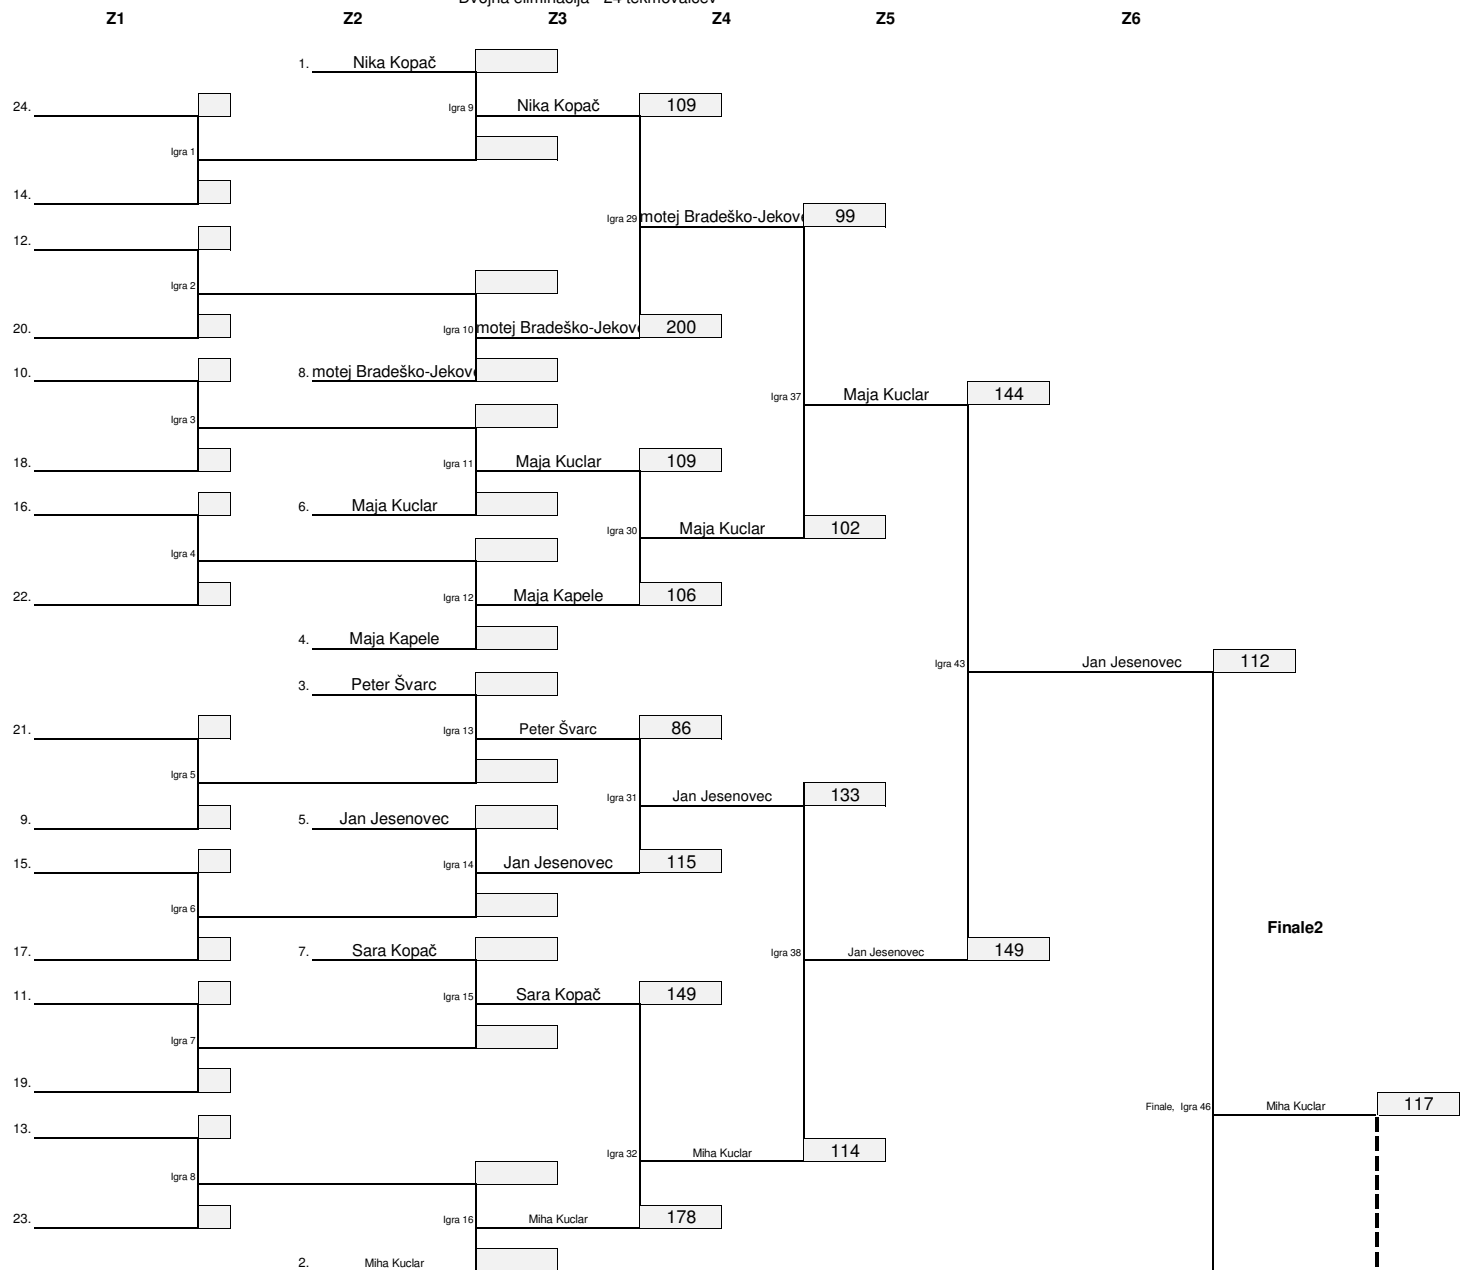 Dvojna eliminacija - 24 tekmovalcev
Z1 Z2 Z3 Z4 Z5 Z6
1. Nika Kopač
24. Igra 9 Nika Kopač 109
Igra 1
14.
Igra 29 motej Bradeško-Jekov 99
12.
Igra 2
20. Igra 10 motej Bradeško-Jekov 200
10. 8. motej Bradeško-Jekov
Igra 37 Maja Kuclar 144
Igra 3
18. Igra 11 Maja Kuclar 109
16. 6. Maja Kuclar
Igra 30 Maja Kuclar 102
Igra 4
22. Igra 12 Maja Kapele 106
4. Maja Kapele
Igra 43 Jan Jesenovec 112
3. Peter Švarc
21. Igra 13 Peter Švarc 86
Igra 5
Igra 31 Jan Jesenovec 133
9. 5. Jan Jesenovec
15. Igra 14 Jan Jesenovec 115
Igra 6
Finale2
17. 7. Sara Kopač Igra 38 Jan Jesenovec 149
11. Igra 15 Sara Kopač 149
Igra 7
19.
Finale, Igra 46 Miha Kuclar 117
13.
Igra 32 Miha Kuclar 114
Igra 8
23. Igra 16 Miha Kuclar 178
2. Miha Kuclar